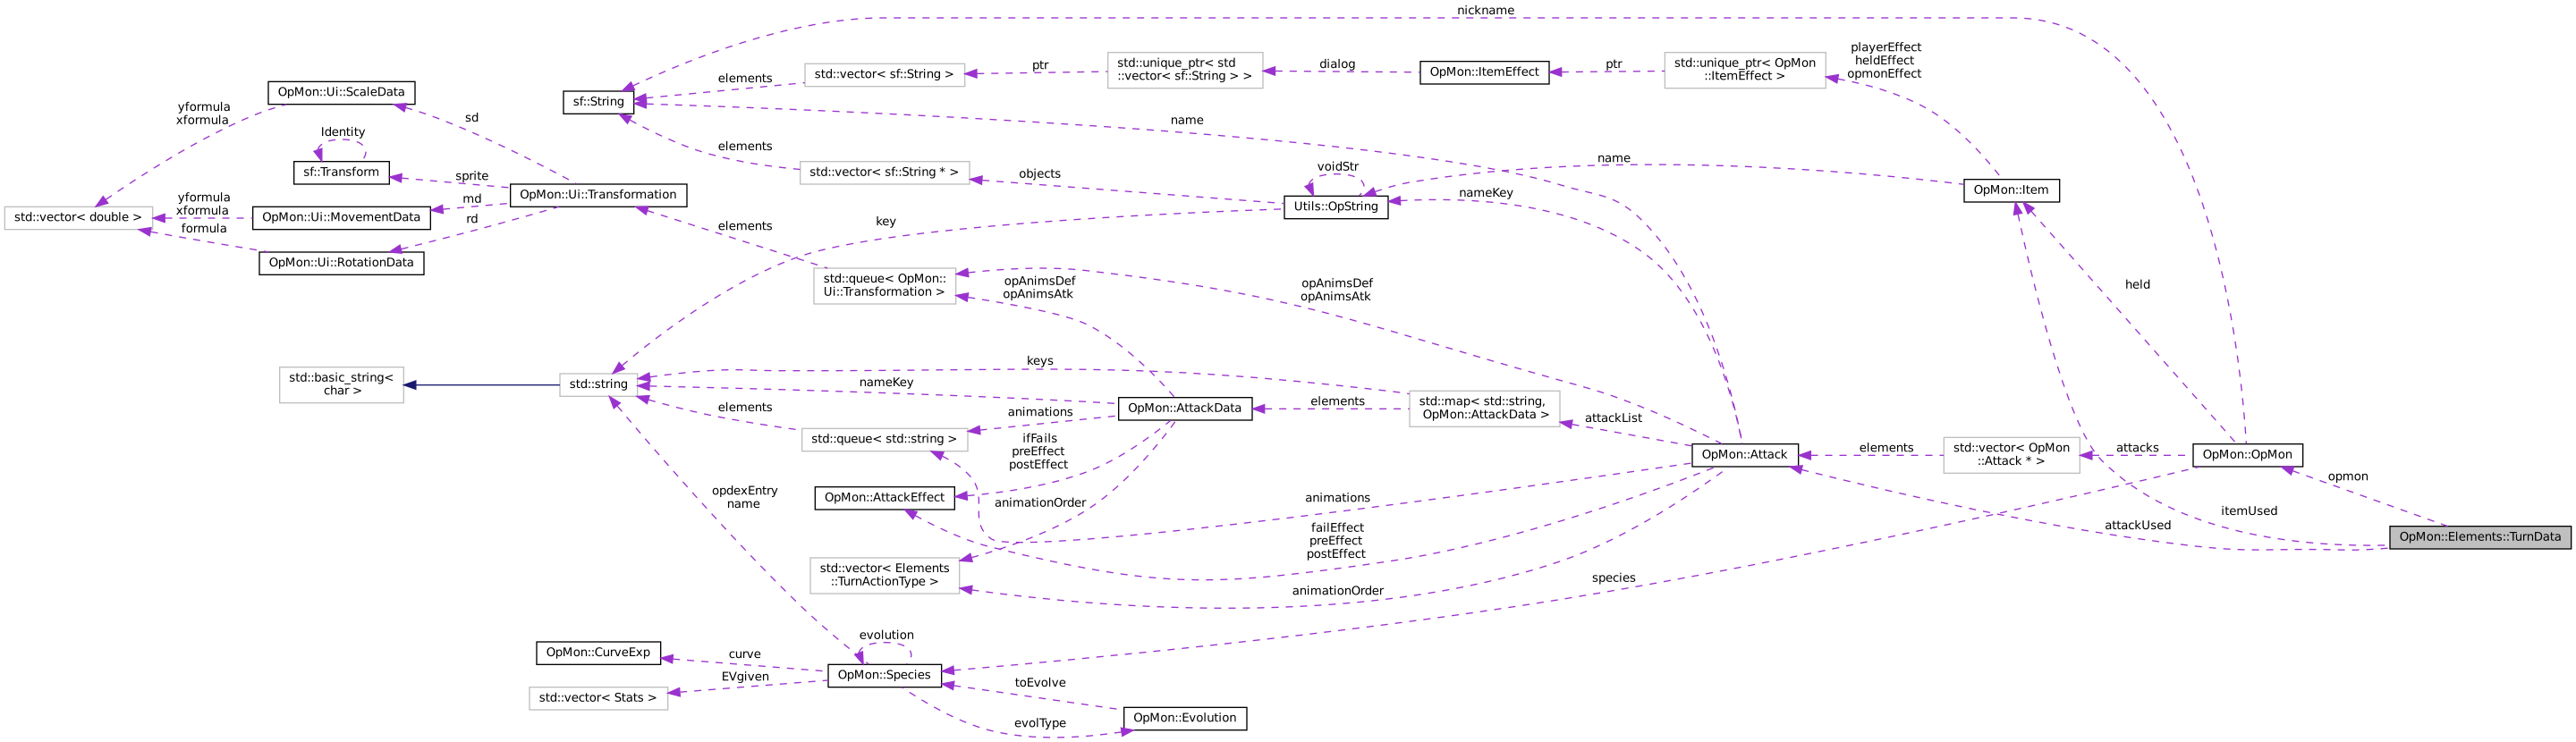 nickname
std::vector< sf::String >
elements
ptr
std::unique_ptr< std
::vector< sf::String > >
dialog
OpMon::ItemEffect
ptr
std::unique_ptr< OpMon
::ItemEffect >
playerEffect
heldEffect
opmonEffect
OpMon::Ui::ScaleData
sf::String
yformula
xformula
sd
name
Identity
sf::Transform
elements
std::vector< sf::String * >
objects
voidStr
name
sprite
OpMon::Ui::Transformation
md
rd
nameKey
OpMon::Item
std::vector< double >
yformula
xformula
formula
OpMon::Ui::MovementData
Utils::OpString
key
elements
OpMon::Ui::RotationData
std::queue< OpMon::
Ui::Transformation >
opAnimsDef
opAnimsAtk
opAnimsDef
opAnimsAtk
held
keys
std::basic_string<
char >
std::string
nameKey
elements
OpMon::AttackData
elements
std::map< std::string,
OpMon::AttackData >
attackList
animations
std::queue< std::string >
ifFails
preEffect
postEffect
OpMon::Attack
elements
std::vector< OpMon
::Attack * >
attacks
OpMon::OpMon
opmon
opdexEntry
name
OpMon::AttackEffect
animationOrder
animations
failEffect
preEffect
postEffect
itemUsed
attackUsed
OpMon::Elements::TurnData
std::vector< Elements
::TurnActionType >
animationOrder
species
evolution
OpMon::CurveExp
curve
EVgiven
OpMon::Species
std::vector< Stats >
toEvolve
evolType
OpMon::Evolution